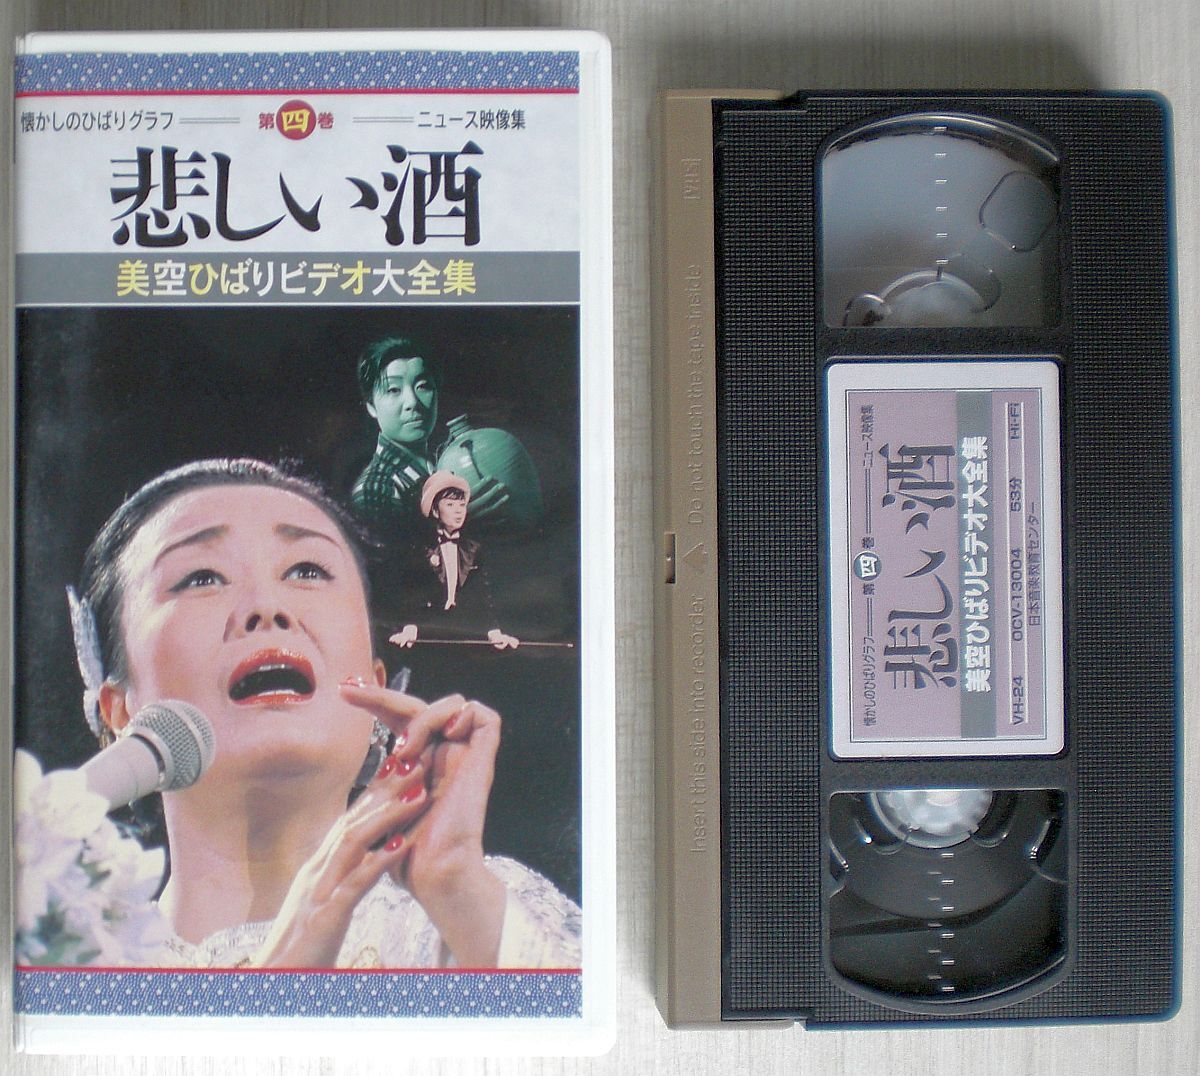 懐かしのひばりグラフ 第四巻 ニュース映像集
悲しい酒
美空ひばりビデオ大全集
VHS
Do not touch the tape inside
Insert this side into recorder
懐かしのひばりグラフ 第四巻 ニュース映像集
悲しい酒
美空ひばりビデオ大全集
VH-24 OCV-13004 53分 Hi-Fi
日本音楽教育センター